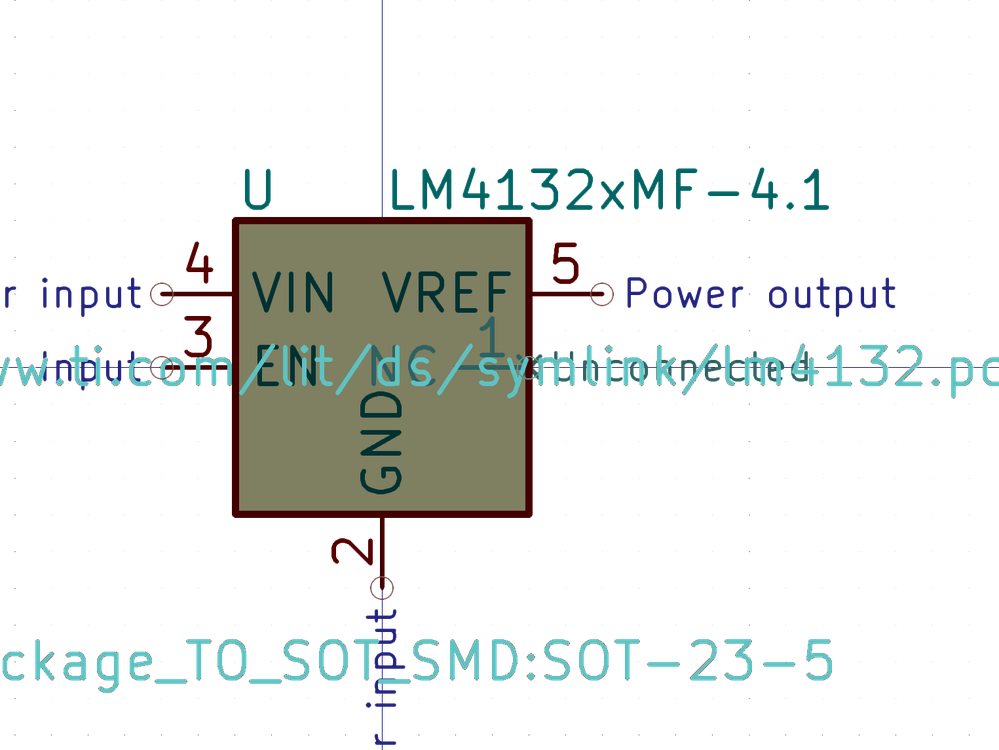 U LM4132xMF-4.1
4 5
r input VIN VREF Power output
3 1
Input EN NC Unconnected
ww.ti.com/lit/ds/symlink/lm4132.pd
GND
2
r input
ckage_TO_SOT_SMD:SOT-23-5